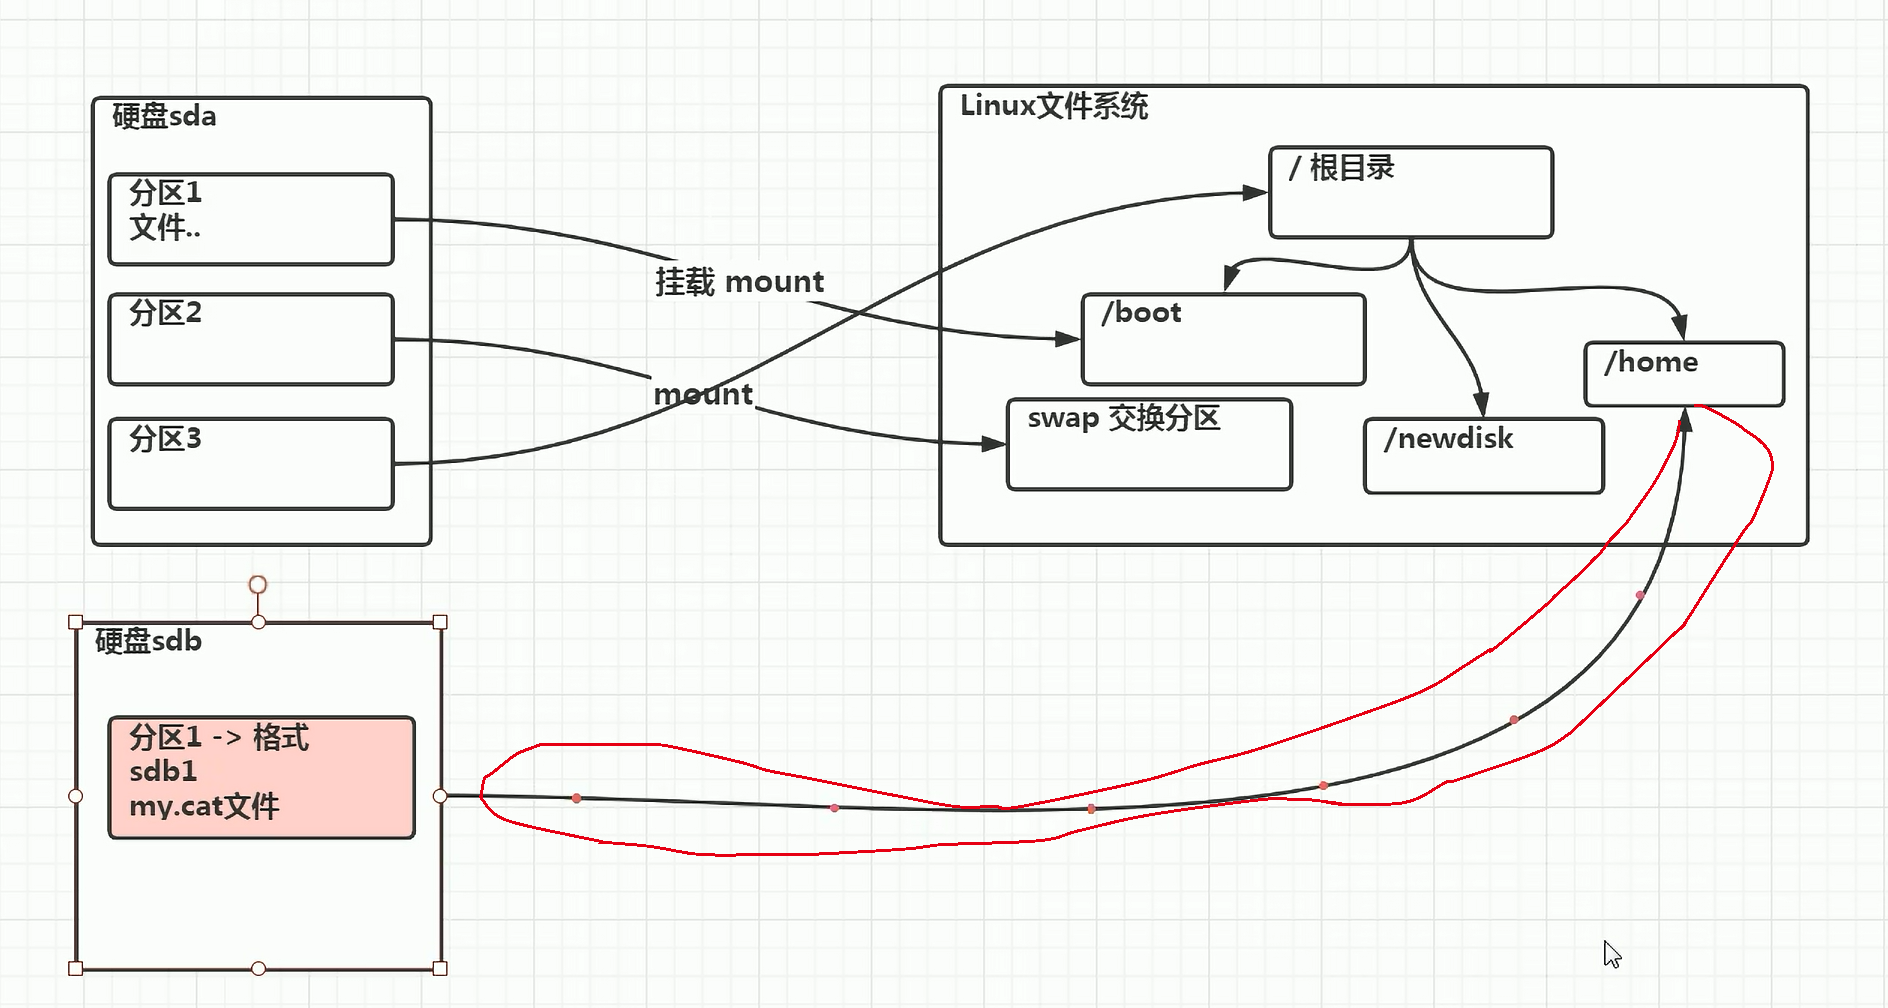 硬盘sda
分区1
文件..
分区2
分区3
挂载 mount
mount
Linux文件系统
/ 根目录
/boot
/home
swap 交换分区
/newdisk
硬盘sdb
分区1 -> 格式
sdb1
my.cat文件